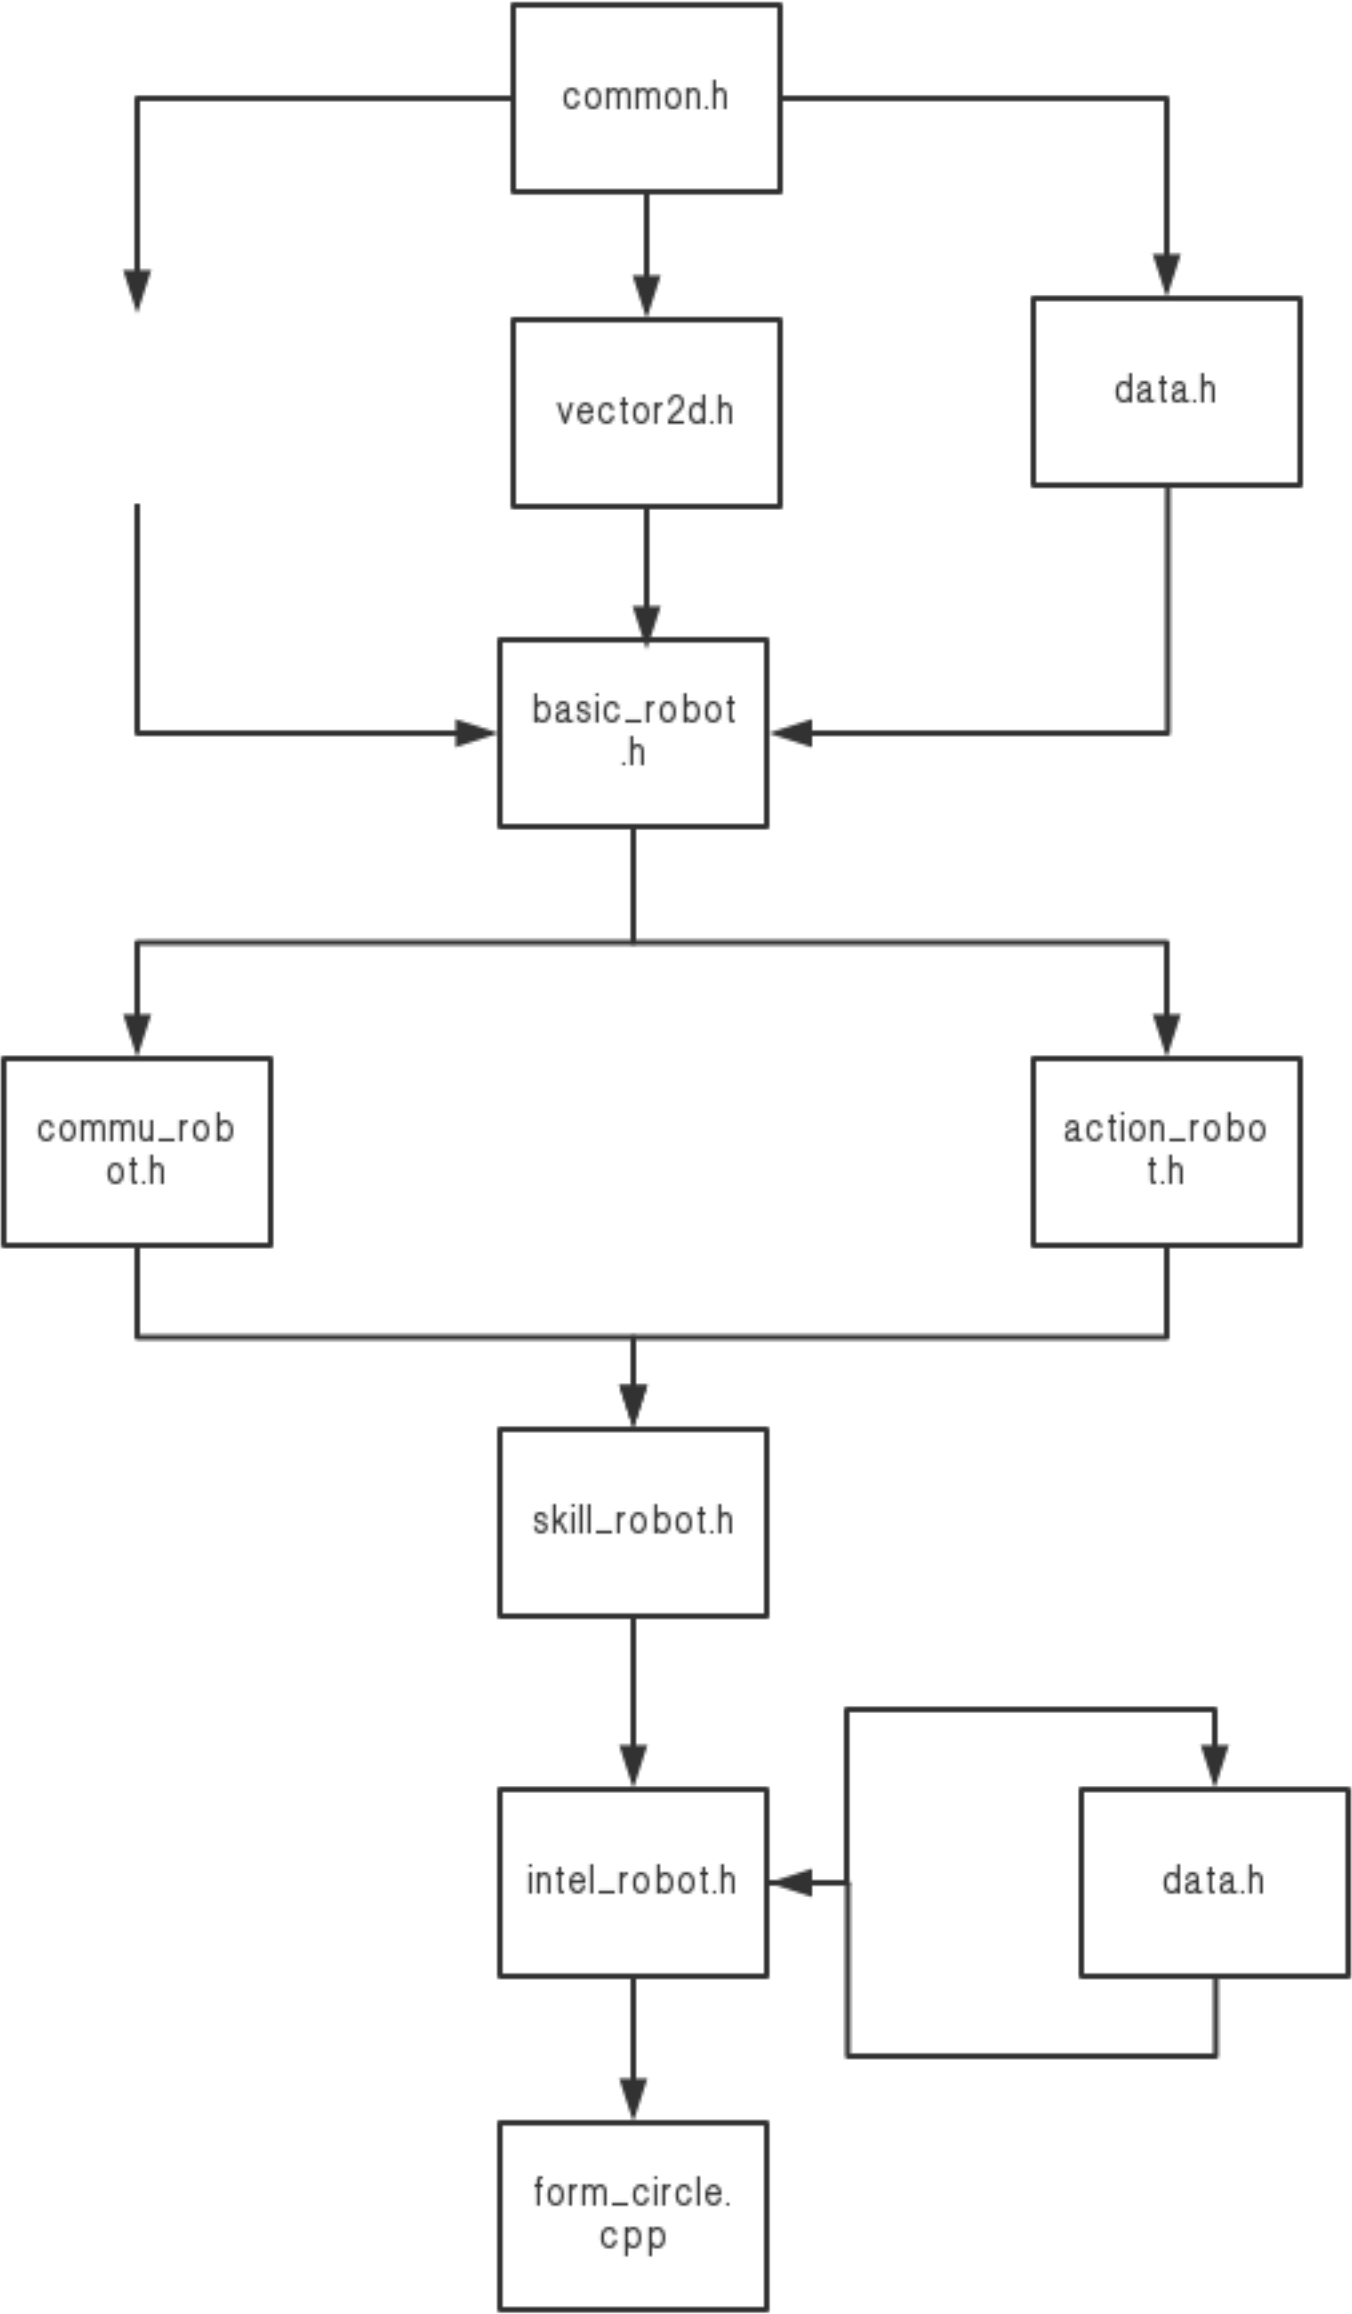 common.h
vector2d.h
data.h
basic_robot
.h
commu_rob
ot.h
action_robo
t.h
skill_robot.h
intel_robot.h
data.h
form_circle.
cpp